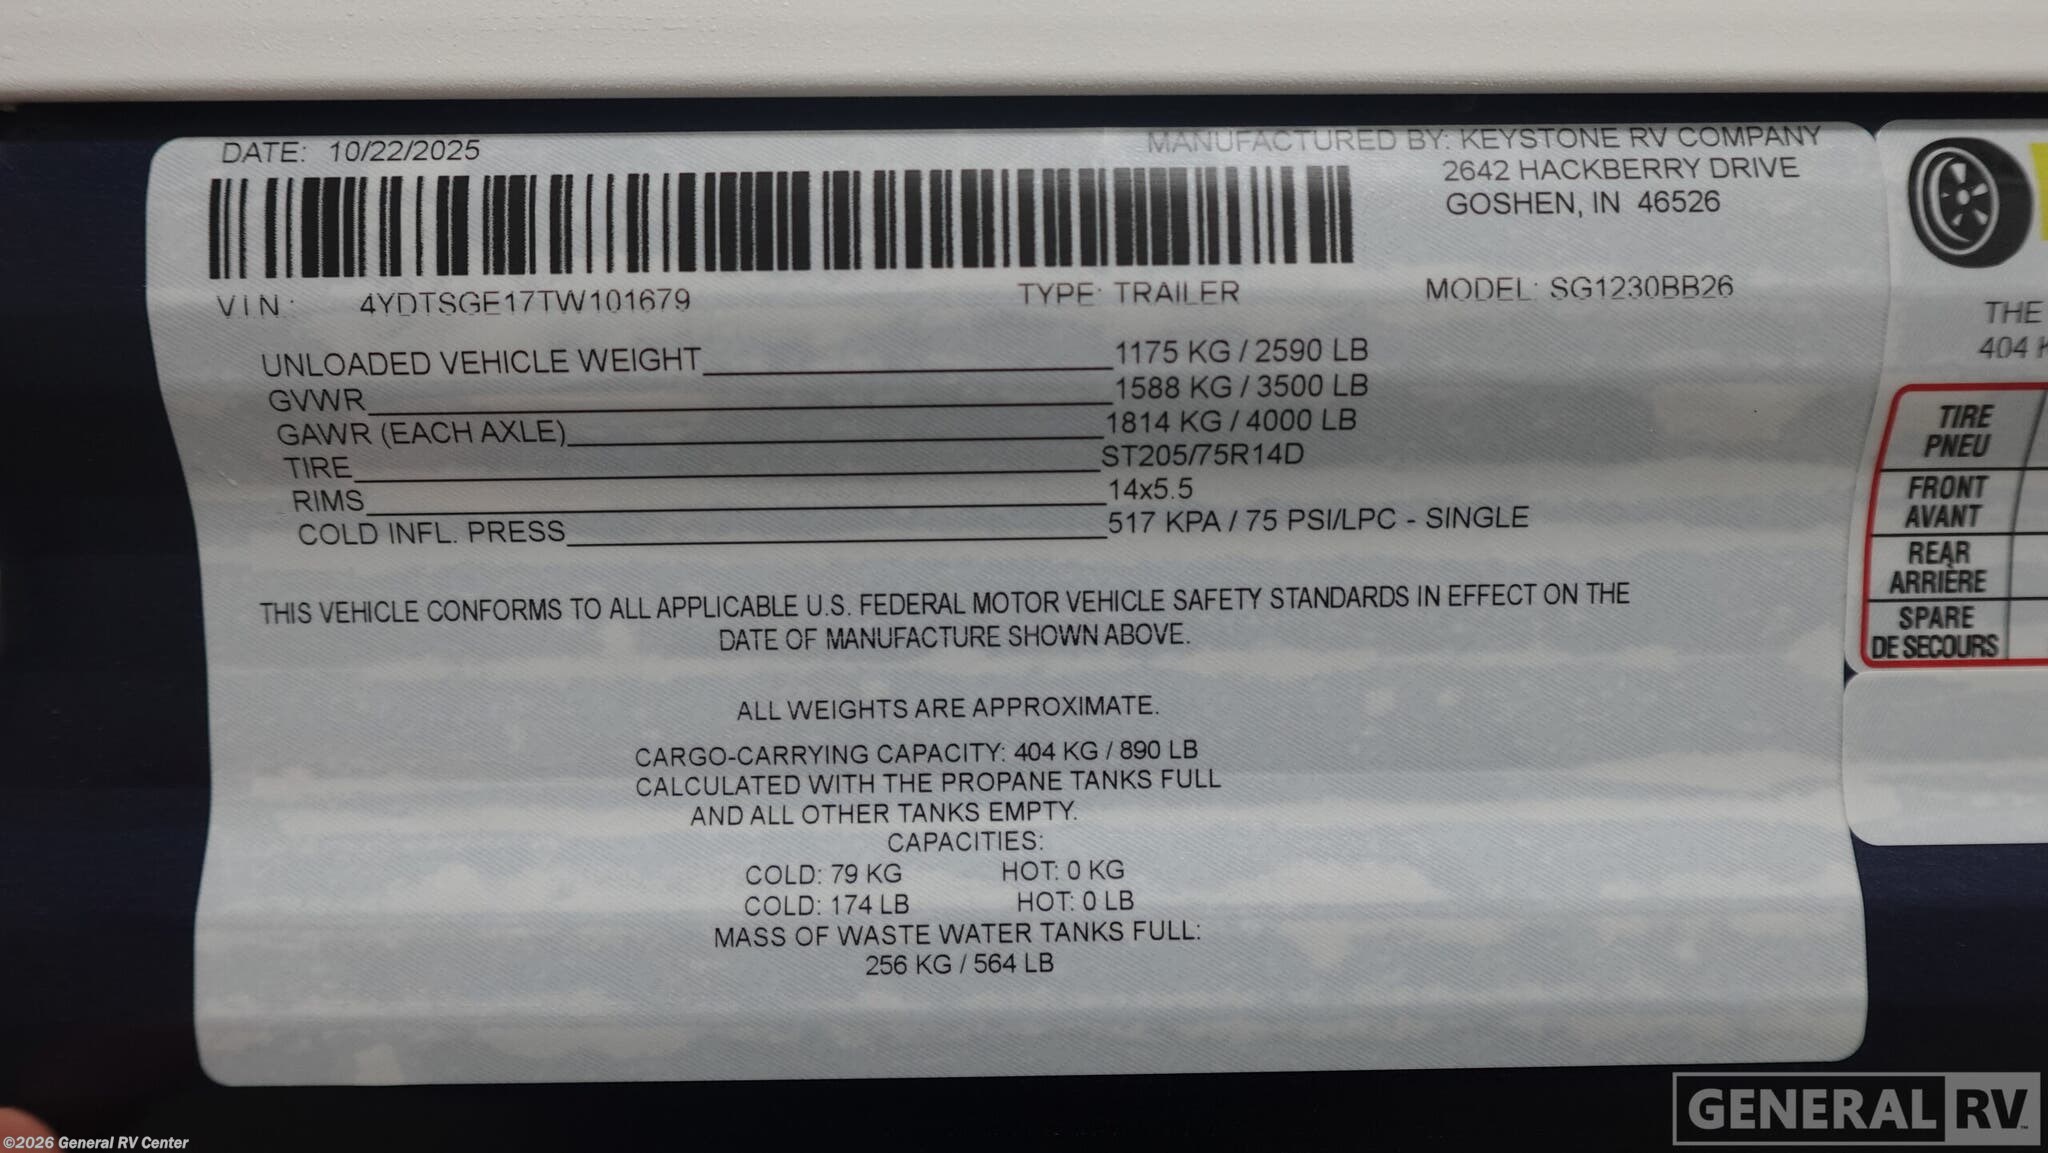 DATE: 10/22/2025
MANUFACTURED BY: KEYSTONE RV COMPANY
2642 HACKBERRY DRIVE
GOSHEN, IN 46526
VIN: 4YDTSGE17TW101679 TYPE: TRAILER MODEL: SG1230BB26
UNLOADED VEHICLE WEIGHT 1175 KG / 2590 LB
GVWR 1588 KG / 3500 LB
GAWR (EACH AXLE) 1814 KG / 4000 LB
TIRE ST205/75R14D
RIMS 14x5.5
COLD INFL. PRESS 517 KPA / 75 PSI/LPC - SINGLE
THIS VEHICLE CONFORMS TO ALL APPLICABLE U.S. FEDERAL MOTOR VEHICLE SAFETY STANDARDS IN EFFECT ON THE
DATE OF MANUFACTURE SHOWN ABOVE.
ALL WEIGHTS ARE APPROXIMATE.
CARGO-CARRYING CAPACITY: 404 KG / 890 LB
CALCULATED WITH THE PROPANE TANKS FULL
AND ALL OTHER TANKS EMPTY.
CAPACITIES:
COLD: 79 KG HOT: 0 KG
COLD: 174 LB HOT: 0 LB
MASS OF WASTE WATER TANKS FULL:
256 KG / 564 LB
THE
404 K
TIRE
PNEU
FRONT
AVANT
REAR
ARRIÈRE
SPARE
DE SECOURS
GENERAL RV
©2026 General RV Center